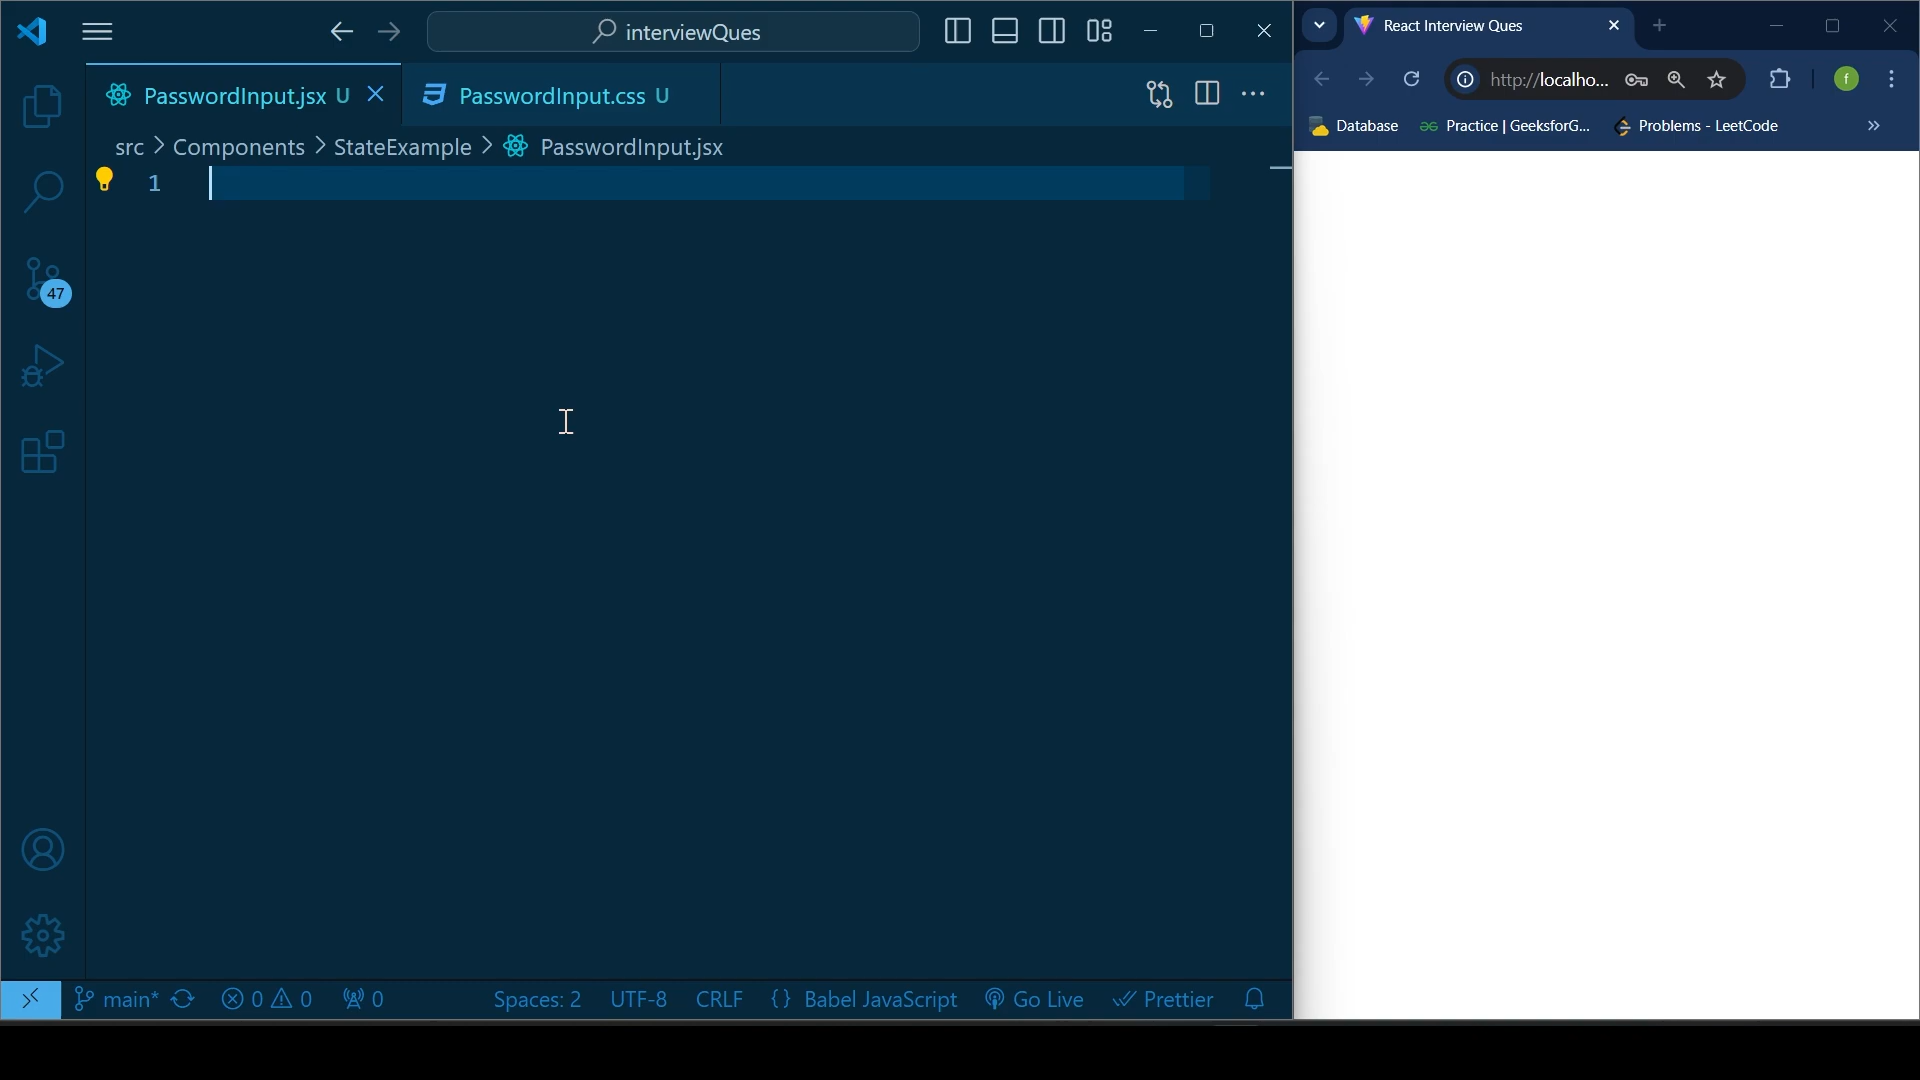 interviewQues
PasswordInput.jsx U
PasswordInput.css U
src > Components > StateExample > PasswordInput.jsx
1
47
main*
0 0
0
Spaces: 2
UTF-8
CRLF
{} Babel JavaScript
Go Live
Prettier
React Interview Ques
http://localho...
f
Database
Practice | GeeksforG...
Problems - LeetCode
»